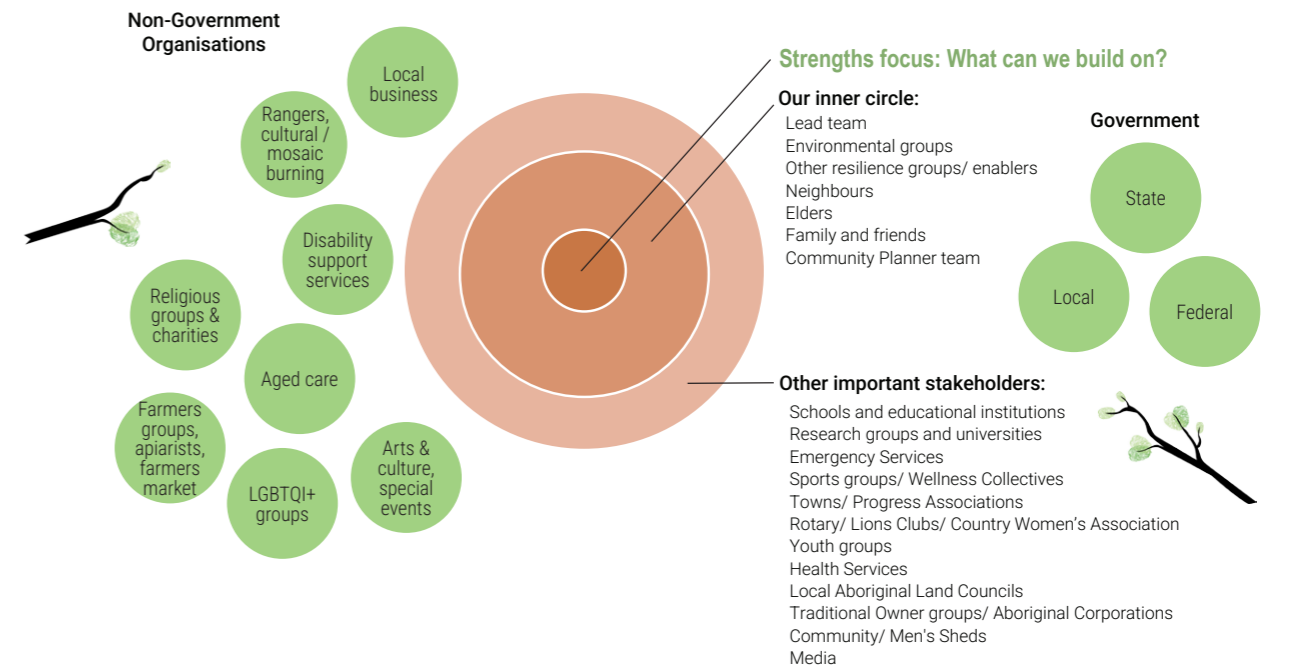 Non-Government
Organisations
Local
business
Rangers,
cultural /
mosaic
burning
Disability
support
services
Religious
groups &
charities
Aged care
Farmers
groups,
apiarists,
farmers
market
LGBTQI+
groups
Arts &
culture,
special
events
Strengths focus: What can we build on?
Our inner circle:
Lead team
Environmental groups
Other resilience groups/ enablers
Neighbours
Elders
Family and friends
Community Planner team
Government
State
Local
Federal
Other important stakeholders:
Schools and educational institutions
Research groups and universities
Emergency Services
Sports groups/ Wellness Collectives
Towns/ Progress Associations
Rotary/ Lions Clubs/ Country Women’s Association
Youth groups
Health Services
Local Aboriginal Land Councils
Traditional Owner groups/ Aboriginal Corporations
Community/ Men's Sheds
Media